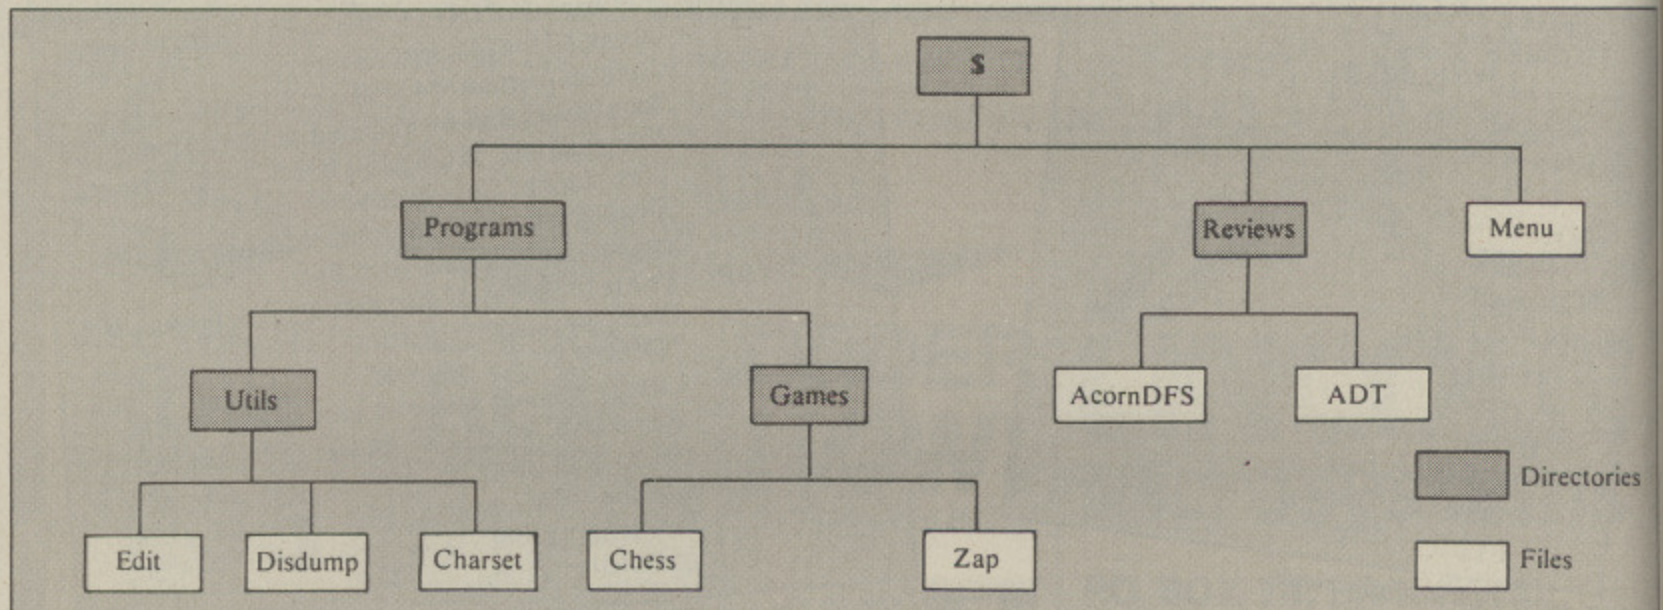 $
Programs
Reviews
Menu
Utils
Games
AcornDFS
ADT
Directories
Edit
Disdump
Charset
Chess
Zap
Files